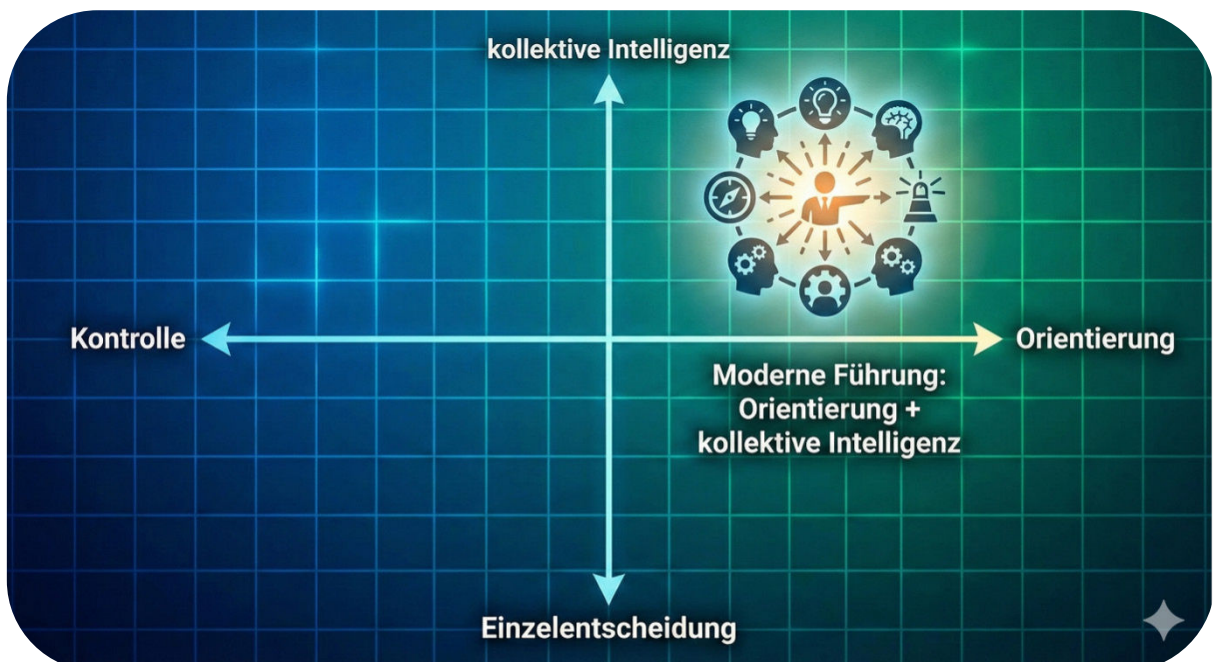 kollektive Intelligenz
Kontrolle
Orientierung
Moderne Führung:
Orientierung +
kollektive Intelligenz
Einzelentscheidung